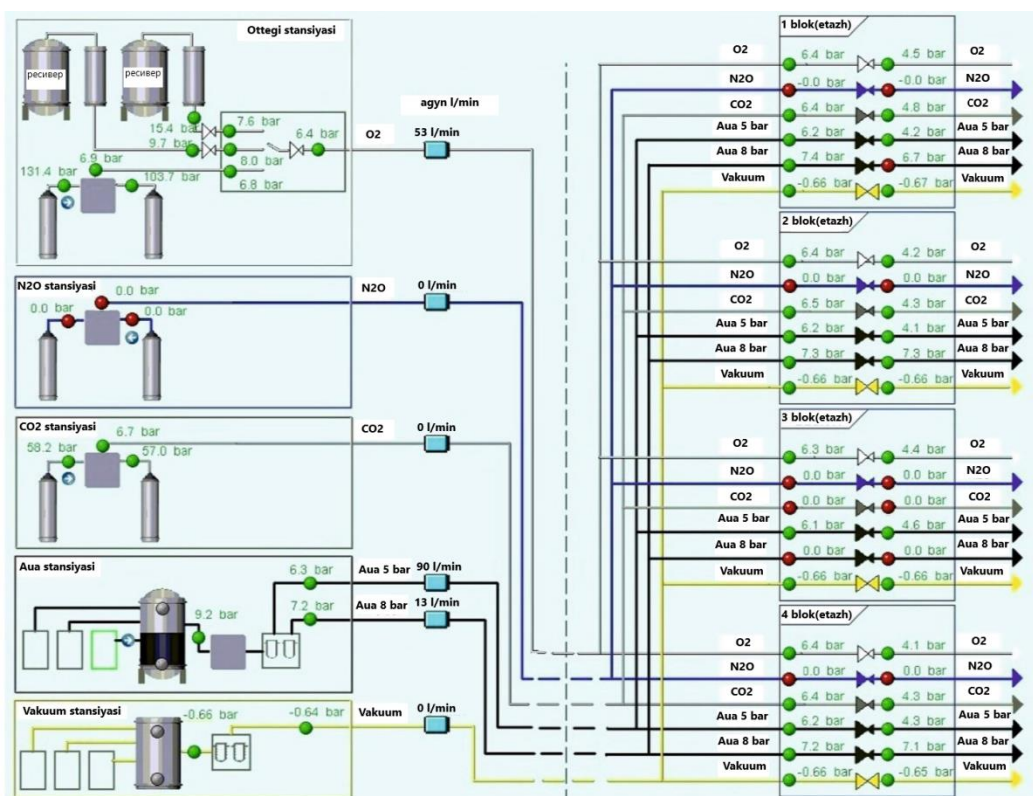 Ottegi stansiyasi
ресивер
ресивер
15.4 bar
7.6 bar
9.7 bar
6.4 bar
8.0 bar
6.8 bar
6.9 bar
131.4 bar
103.7 bar
agyn l/min
O2
53 l/min
N2O stansiyasi
0.0 bar
0.0 bar
0.0 bar
N2O
0 l/min
CO2 stansiyasi
6.7 bar
58.2 bar
57.0 bar
CO2
0 l/min
Aua stansiyasi
6.3 bar
7.2 bar
9.2 bar
Aua 5 bar
90 l/min
Aua 8 bar
13 l/min
Vakuum stansiyasi
-0.66 bar
-0.64 bar
Vakuum
0 l/min
1 blok(etazh)
O2 6.4 bar 4.5 bar O2
N2O -0.0 bar -0.0 bar N2O
CO2 6.4 bar 4.8 bar CO2
Aua 5 bar 6.2 bar 4.2 bar Aua 5 bar
Aua 8 bar 7.4 bar 6.7 bar Aua 8 bar
Vakuum -0.66 bar -0.67 bar Vakuum
2 blok(etazh)
O2 6.4 bar 4.2 bar O2
N2O 0.0 bar 0.0 bar N2O
CO2 6.5 bar 4.3 bar CO2
Aua 5 bar 6.2 bar 4.1 bar Aua 5 bar
Aua 8 bar 7.3 bar 7.3 bar Aua 8 bar
Vakuum -0.66 bar -0.66 bar Vakuum
3 blok(etazh)
O2 6.3 bar 4.4 bar O2
N2O 0.0 bar 0.0 bar N2O
CO2 0.0 bar 0.0 bar CO2
Aua 5 bar 6.1 bar 4.6 bar Aua 5 bar
Aua 8 bar 0.0 bar 0.0 bar Aua 8 bar
Vakuum -0.66 bar -0.66 bar Vakuum
4 blok(etazh)
O2 6.4 bar 4.1 bar O2
N2O 0.0 bar 0.0 bar N2O
CO2 6.4 bar 4.3 bar CO2
Aua 5 bar 6.2 bar 4.3 bar Aua 5 bar
Aua 8 bar 7.2 bar 7.1 bar Aua 8 bar
Vakuum -0.66 bar -0.65 bar Vakuum